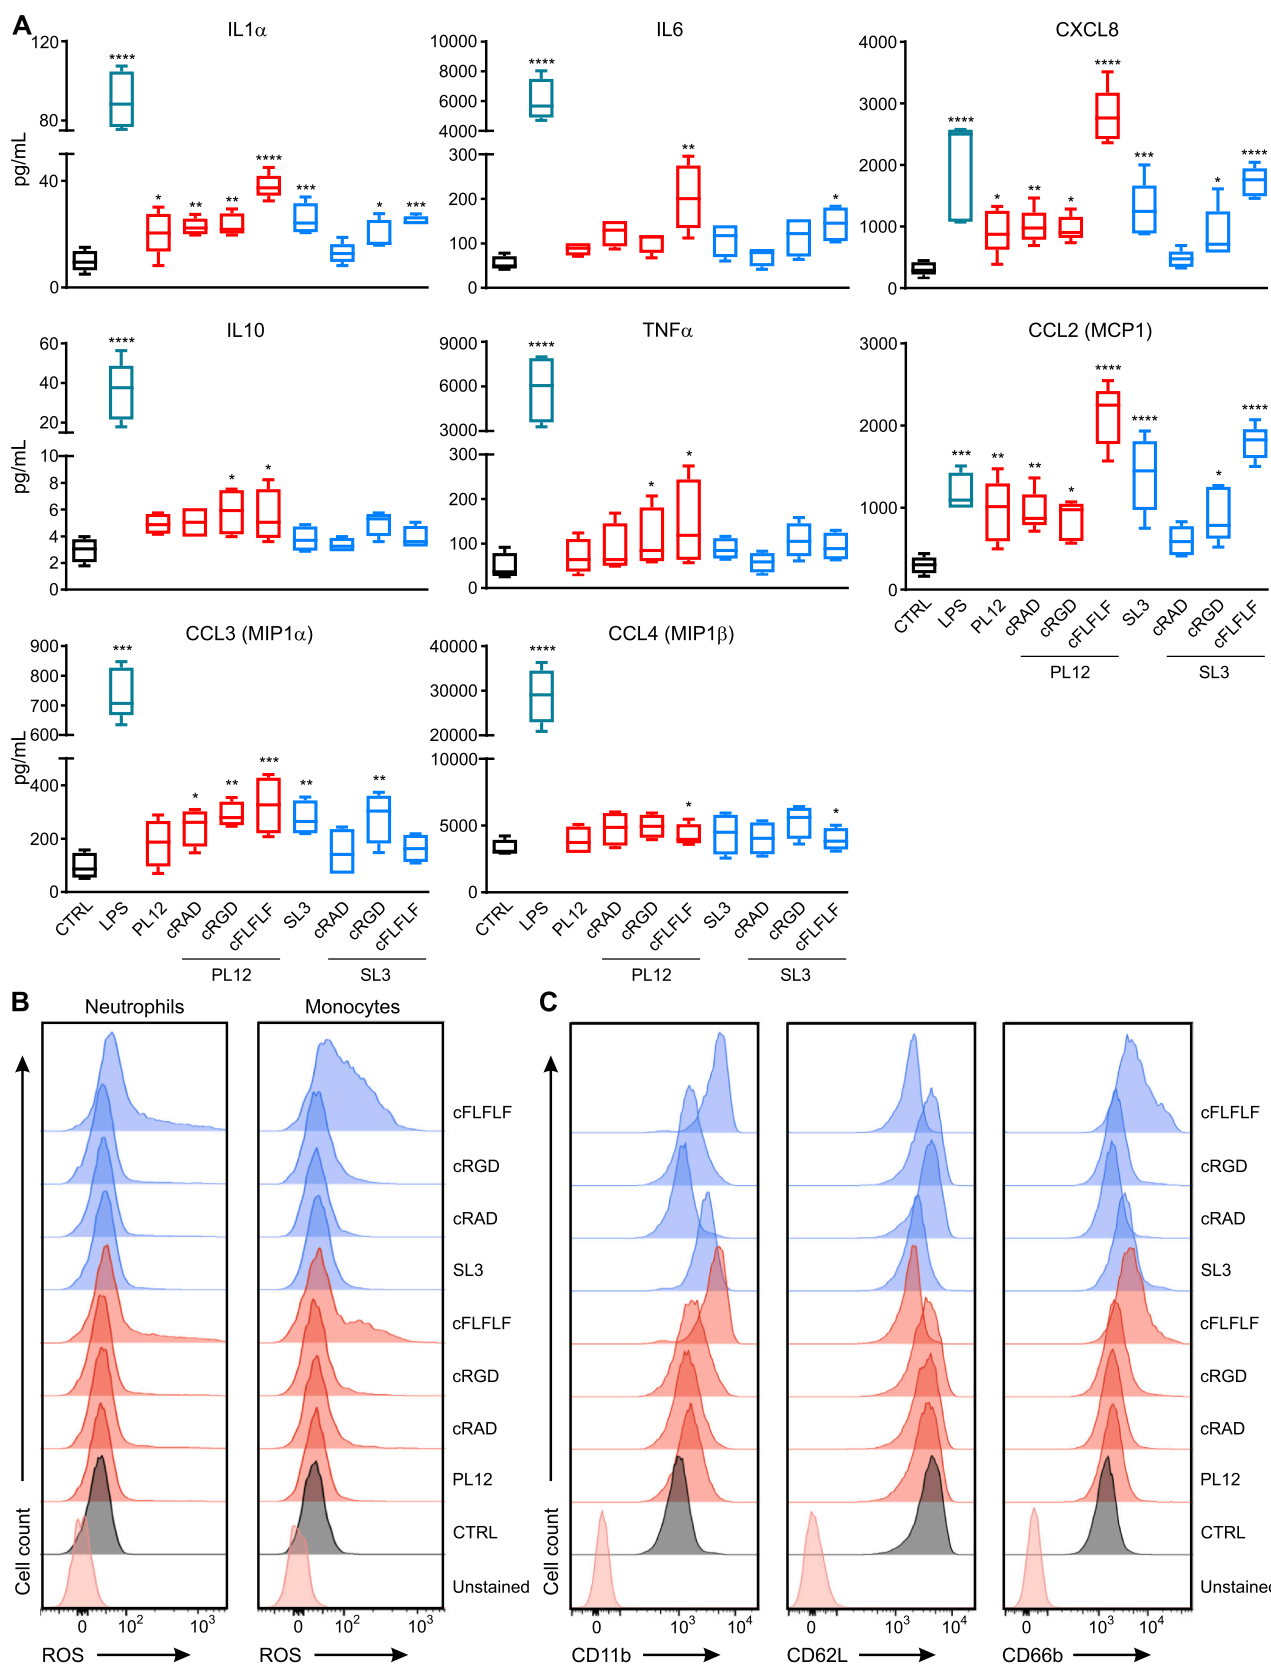 A
IL1α
IL6
CXCL8
pg/mL
120
80
40
0
****
*
**
**
****
***
*
***
10000
8000
6000
4000
300
200
100
0
****
**
*
4000
3000
2000
1000
0
****
*
**
*
****
***
*
****
IL10
TNFα
CCL2 (MCP1)
pg/mL
60
40
20
10
8
6
4
2
0
****
*
*
9000
6000
3000
300
200
100
0
****
*
*
3000
2000
1000
0
***
**
**
*
****
****
*
****
CTRL
LPS
PL12
cRAD
cRGD
cFLFLF
SL3
cRAD
cRGD
cFLFLF
PL12
SL3
CCL3 (MIP1α)
CCL4 (MIP1β)
pg/mL
900
800
700
600
400
200
0
***
*
**
***
**
**
40000
30000
20000
10000
5000
0
****
*
*
CTRL
LPS
PL12
cRAD
cRGD
cFLFLF
SL3
cRAD
cRGD
cFLFLF
PL12
SL3
CTRL
LPS
PL12
cRAD
cRGD
cFLFLF
SL3
cRAD
cRGD
cFLFLF
PL12
SL3
B
Neutrophils
Monocytes
Cell count
cFLFLF
cRGD
cRAD
SL3
cFLFLF
cRGD
cRAD
PL12
CTRL
Unstained
0 10² 10³
0 10² 10³
ROS
ROS
C
Cell count
cFLFLF
cRGD
cRAD
SL3
cFLFLF
cRGD
cRAD
PL12
CTRL
Unstained
0 10³ 10⁴
0 10³ 10⁴
0 10³ 10⁴
CD11b
CD62L
CD66b